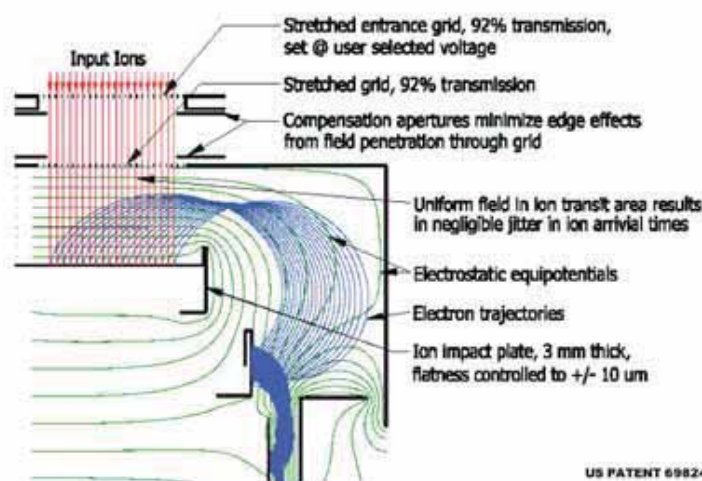 Stretched entrance grid, 92% transmission,
set @ user selected voltage
Input Ions
Stretched grid, 92% transmission
Compensation apertures minimize edge effects
from field penetration through grid
Uniform field in ion transit area results
in negligible jitter in ion arrivial times
Electrostatic equipotentials
Electron trajectories
Ion impact plate, 3 mm thick,
flatness controlled to +/- 10 um
US PATENT 69824